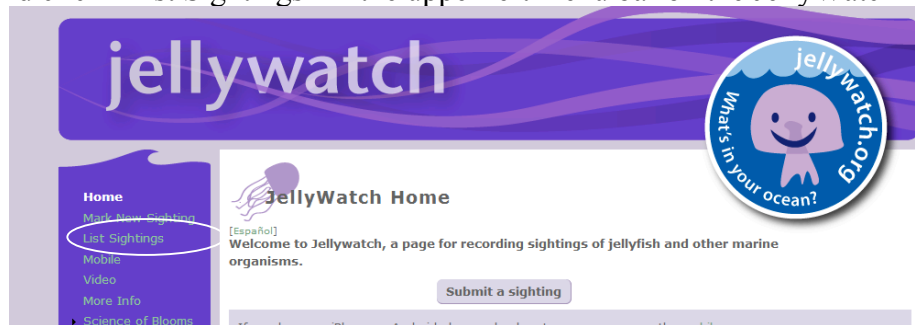 jellywatch
jellywatch.org
What's in your ocean?
Home
Mark New Sighting
List Sightings
Mobile
Video
More Info
Science of Blooms
JellyWatch Home
[Español]
Welcome to Jellywatch, a page for recording sightings of jellyfish and other marine
organisms.
Submit a sighting